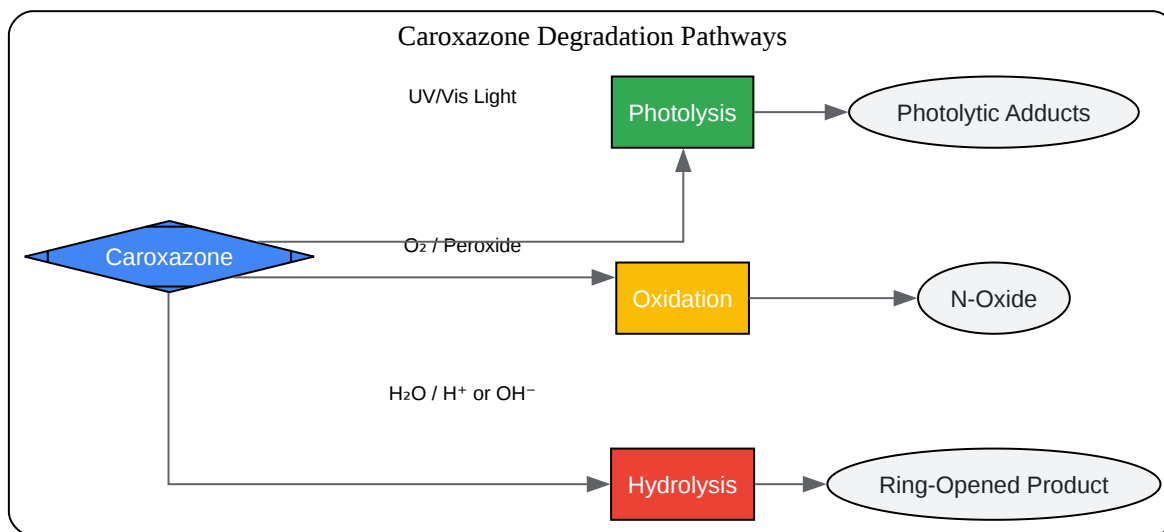 Caroxazone Degradation Pathways
UV/Vis Light
Photolysis
Photolytic Adducts
Caroxazone
O₂ / Peroxide
Oxidation
N-Oxide
H₂O / H⁺ or OH⁻
Hydrolysis
Ring-Opened Product